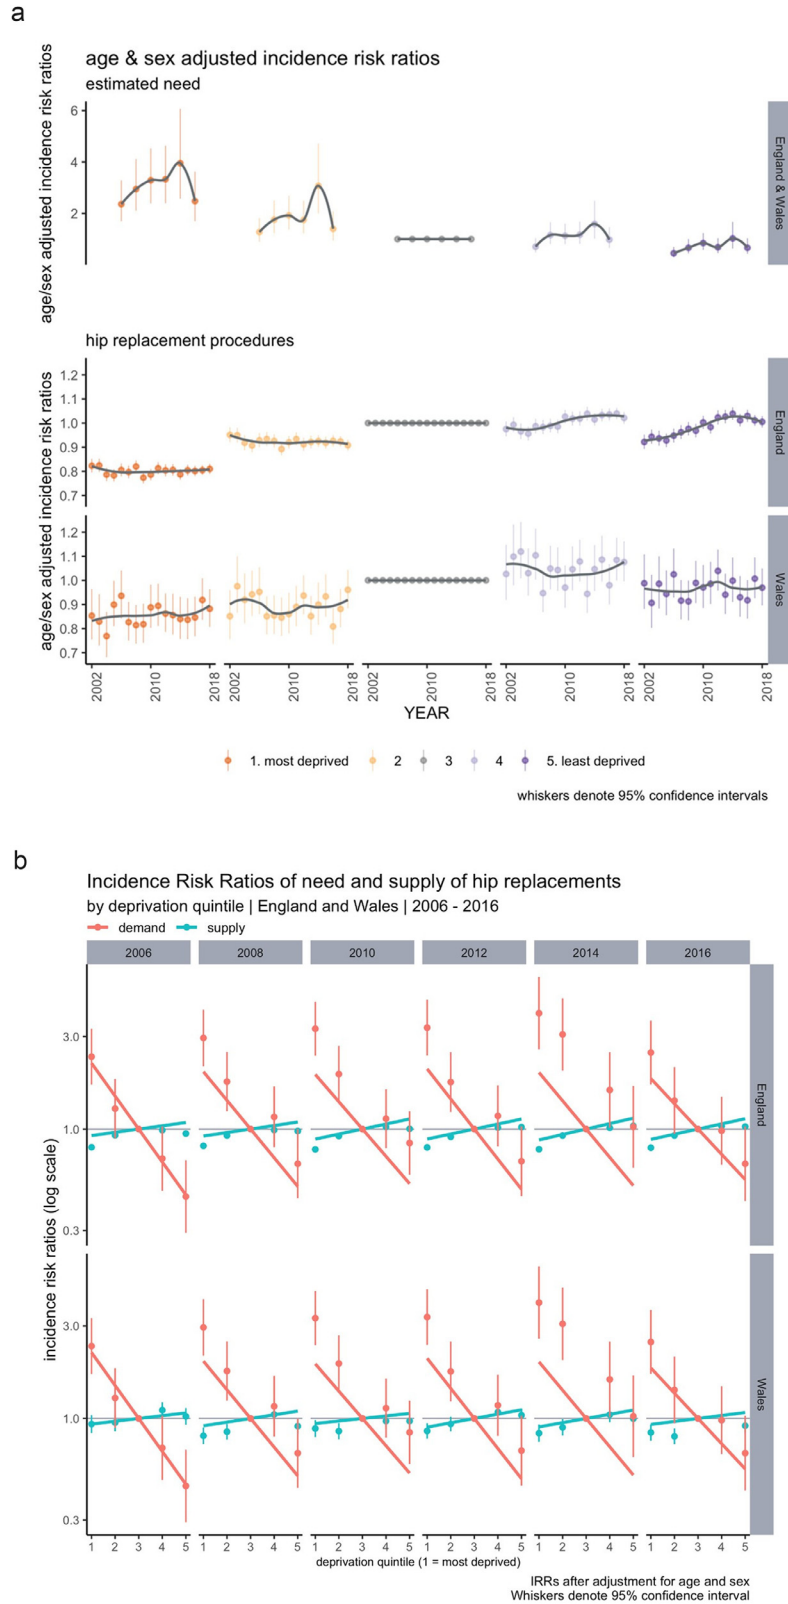 a
age & sex adjusted incidence risk ratios
estimated need
age/sex adjusted incidence risk ratios
6
4
2
England & Wales
hip replacement procedures
age/sex adjusted incidence risk ratios
1.2
1.1
1.0
0.9
0.8
0.7
England
1.2
1.1
1.0
0.9
0.8
0.7
Wales
2002 2010 2018 2002 2010 2018 2002 2010 2018 2002 2010 2018 2002 2010 2018
YEAR
1. most deprived 2 3 4 5. least deprived
whiskers denote 95% confidence intervals
b
Incidence Risk Ratios of need and supply of hip replacements
by deprivation quintile | England and Wales | 2006 - 2016
demand supply
2006 2008 2010 2012 2014 2016
incidence risk ratios (log scale)
3.0
1.0
0.3
England
3.0
1.0
0.3
Wales
1 2 3 4 5 1 2 3 4 5 1 2 3 4 5 1 2 3 4 5 1 2 3 4 5 1 2 3 4 5
deprivation quintile (1 = most deprived)
IRRs after adjustment for age and sex
Whiskers denote 95% confidence interval